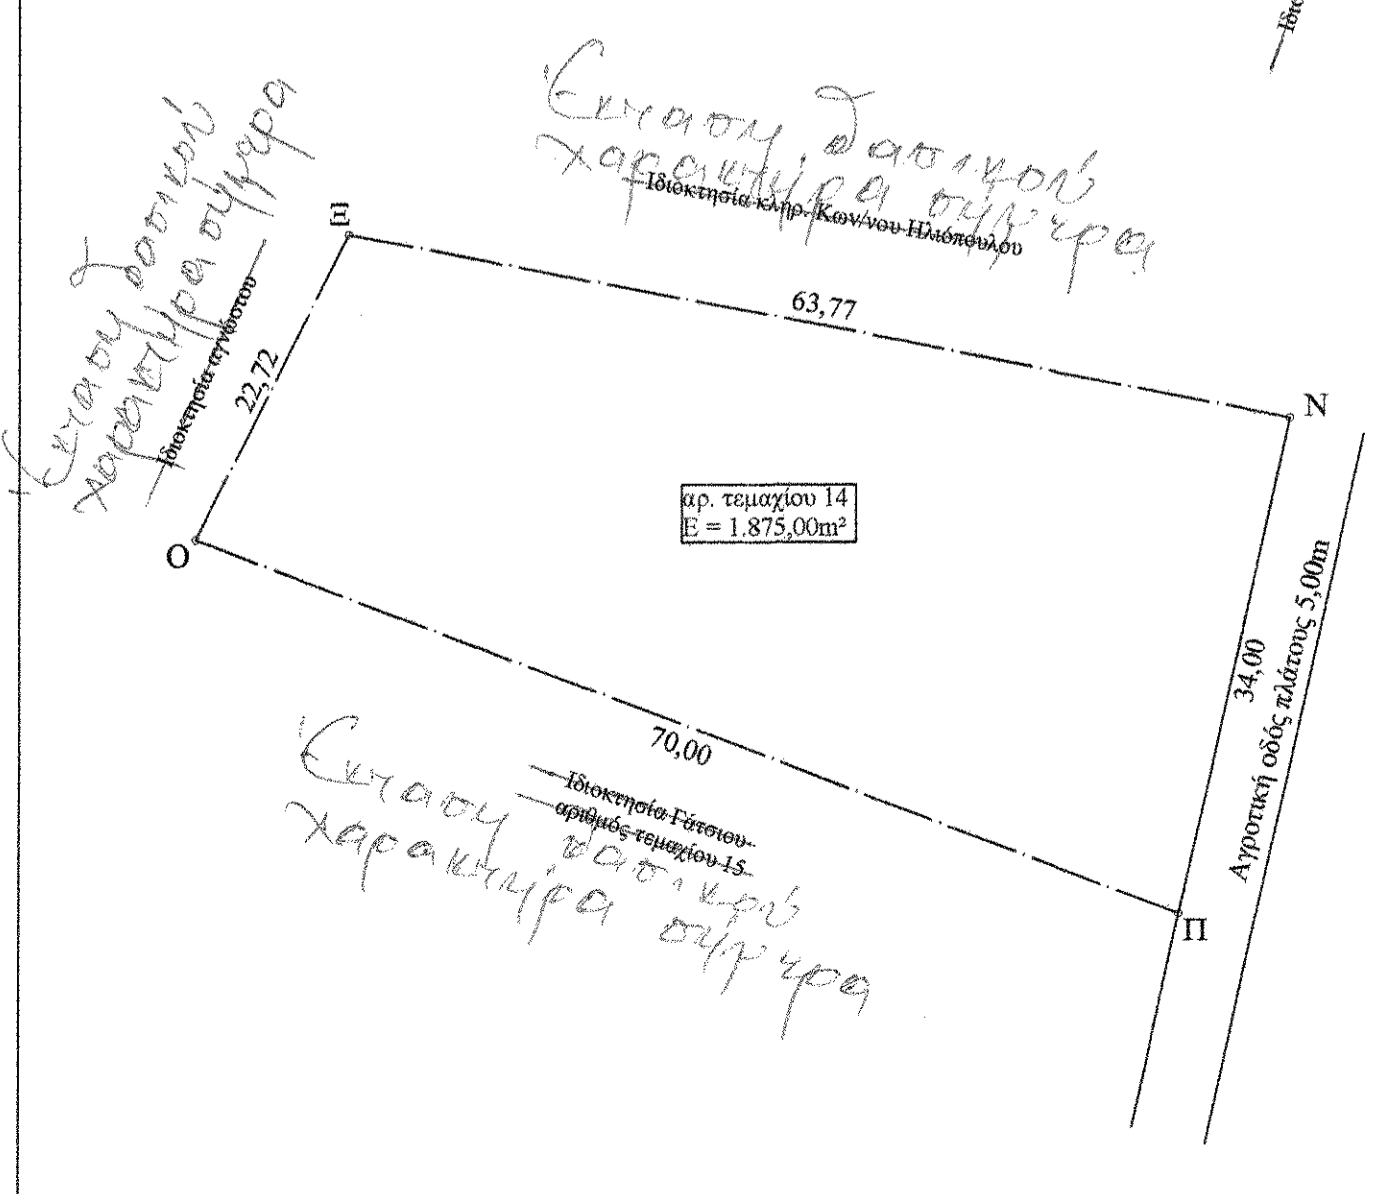 Ιδιο
Έκταση δασικού
χαρακτήρα σήμερα
Ιδιοκτησία κληρ. Κων/νου Ηλιόπουλου
Έκταση δασικού
χαρακτήρα σήμερα
Ιδιοκτησία αγνώστου
Ξ
63,77
22,72
Ν
αρ. τεμαχίου 14
Ε = 1.875,00m²
Ο
34,00
Αγροτική οδός πλάτους 5,00m
70,00
Ιδιοκτησία Γάτσιου
αριθμός τεμαχίου 15
Έκταση δασικού
χαρακτήρα σήμερα
Π